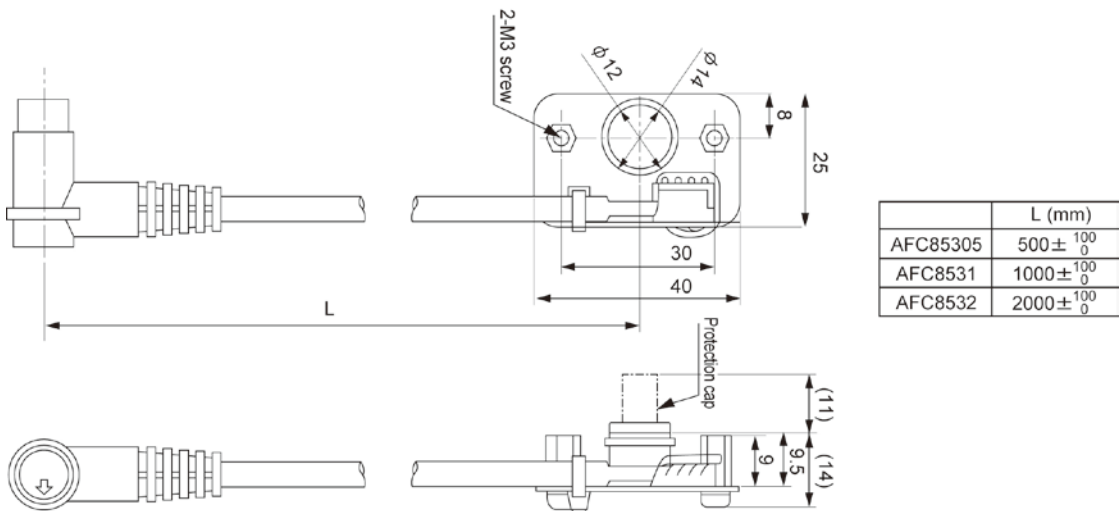 2-M3 screw
ϕ12
ϕ14
8
25
30
40
L
L (mm)
AFC85305 500± 100 0
AFC8531 1000± 100 0
AFC8532 2000± 100 0
Protection cap
(11)
9
9.5
(14)